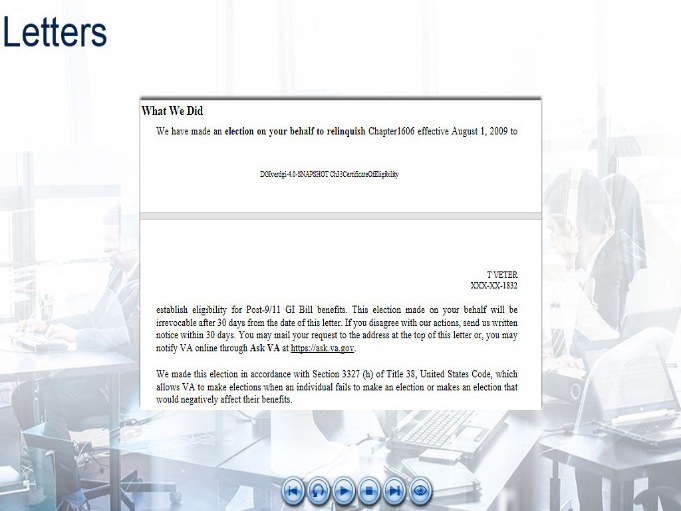 Letters
What We Did
We have made an election on your behalf to relinquish Chapter1606 effective August 1, 2009 to
DGIverdgi-4.0-SNAPSHOT Ch33CertificateOfEligibility
T VETER
XXX-XX-1832
establish eligibility for Post-9/11 GI Bill benefits. This election made on your behalf will be
irrevocable after 30 days from the date of this letter. If you disagree with our actions, send us written
notice within 30 days. You may mail your request to the address at the top of this letter or, you may
notify VA online through Ask VA at https://ask.va.gov.
We made this election in accordance with Section 3327 (h) of Title 38, United States Code, which
allows VA to make elections when an individual fails to make an election or makes an election that
would negatively affect their benefits.